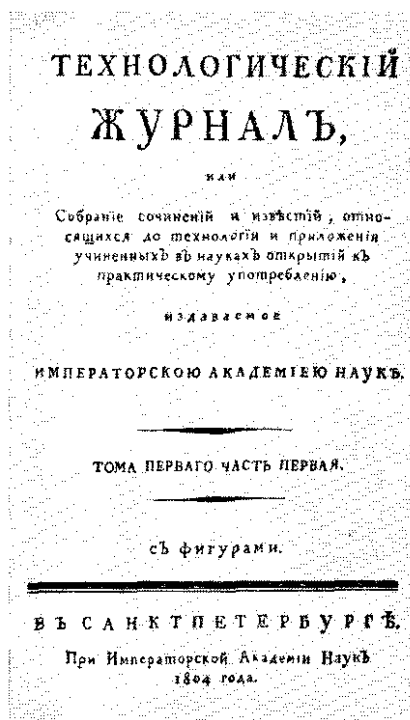 ТЕХНОЛОГИЧЕСКІЙ
ЖУРНАЛЪ,
или
Собраніе сочиненій и извѣстій, отно-
сящихся до технологіи и приложенія
учиненныхЪ вЪ наукахЪ открытій кЪ
практическому употребленію,
издаваемое
ИМПЕРАТОРСКОЮ АКАДЕМІЕЮ НАУКЪ.
ТОМА ПЕРВАГО ЧАСТЬ ПЕРВАЯ.
сЪ фигурами.
ВЪ САНКТПЕТЕРБУРГѢ.
При Императорской Академіи НаукЪ
1804 года.